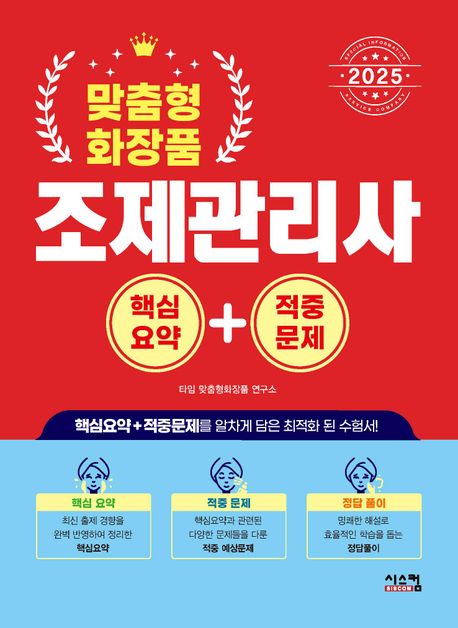 SPECIAL INFORMATION
2025
SERVICE COMPANY
맞춤형
화장품
조제관리사
핵심
요약
+
적중
문제
타임 맞춤형화장품 연구소
핵심요약+적중문제를 알차게 담은 최적화 된 수험서!
핵심 요약
최신 출제 경향을
완벽 반영하여 정리한
핵심요약
적중 문제
핵심요약과 관련된
다양한 문제들을 다룬
적중 예상문제
정답 풀이
명쾌한 해설로
효율적인 학습을 돕는
정답풀이
시스컴
SISCOM